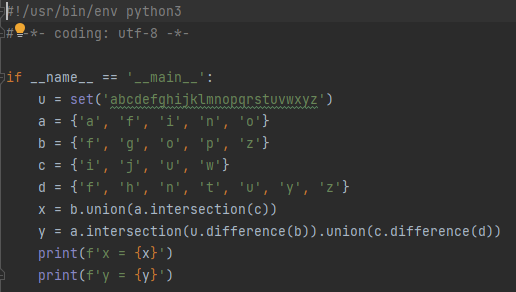 #!/usr/bin/env python3
# -*- coding: utf-8 -*-
if __name__ == '__main__':
u = set('abcdefghijklmnopqrstuvwxyz')
a = {'a', 'f', 'i', 'n', 'o'}
b = {'f', 'g', 'o', 'p', 'z'}
c = {'i', 'j', 'u', 'w'}
d = {'f', 'h', 'n', 't', 'u', 'y', 'z'}
x = b.union(a.intersection(c))
y = a.intersection(u.difference(b)).union(c.difference(d))
print(f'x = {x}')
print(f'y = {y}')